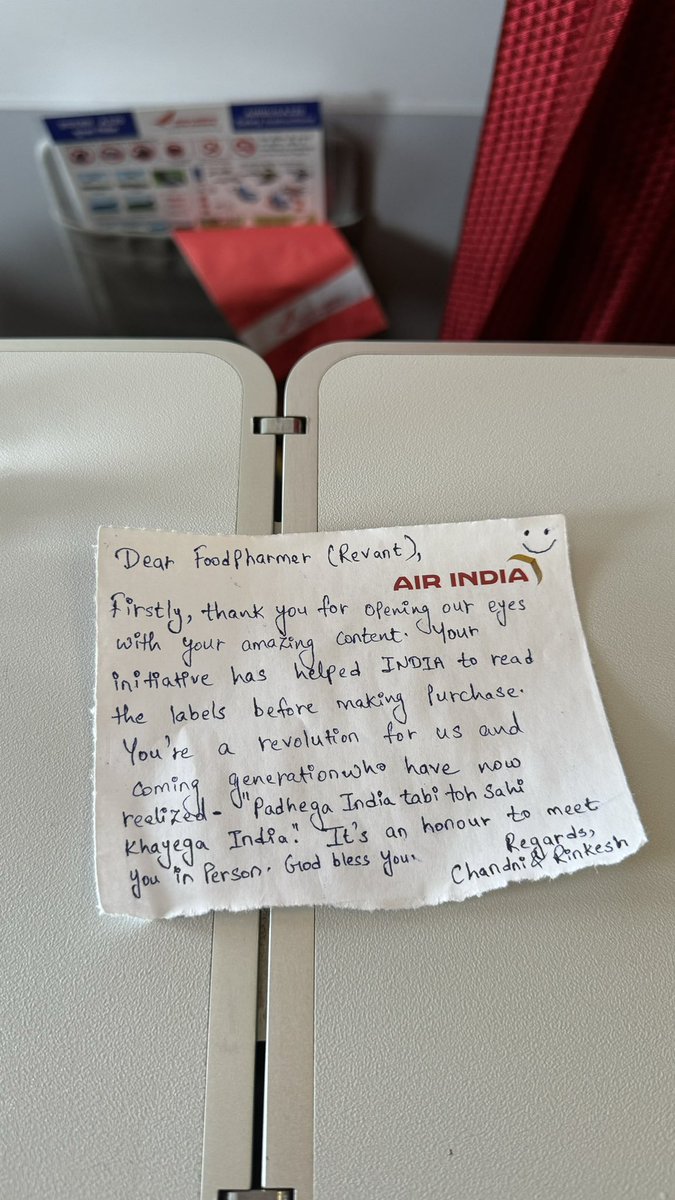 Dear FoodPharmer (Revant),
AIR INDIA
Firstly, thank you for opening our eyes
with your amazing content. Your
initiative has helped INDIA to read
the labels before making Purchase.
You're a revolution for us and
coming generation who have now
realized - "Padhega India tabi toh Sahi
Khayega India." It's an honour to meet
you in Person. God bless you.
Regards,
Chandni & Rinkesh